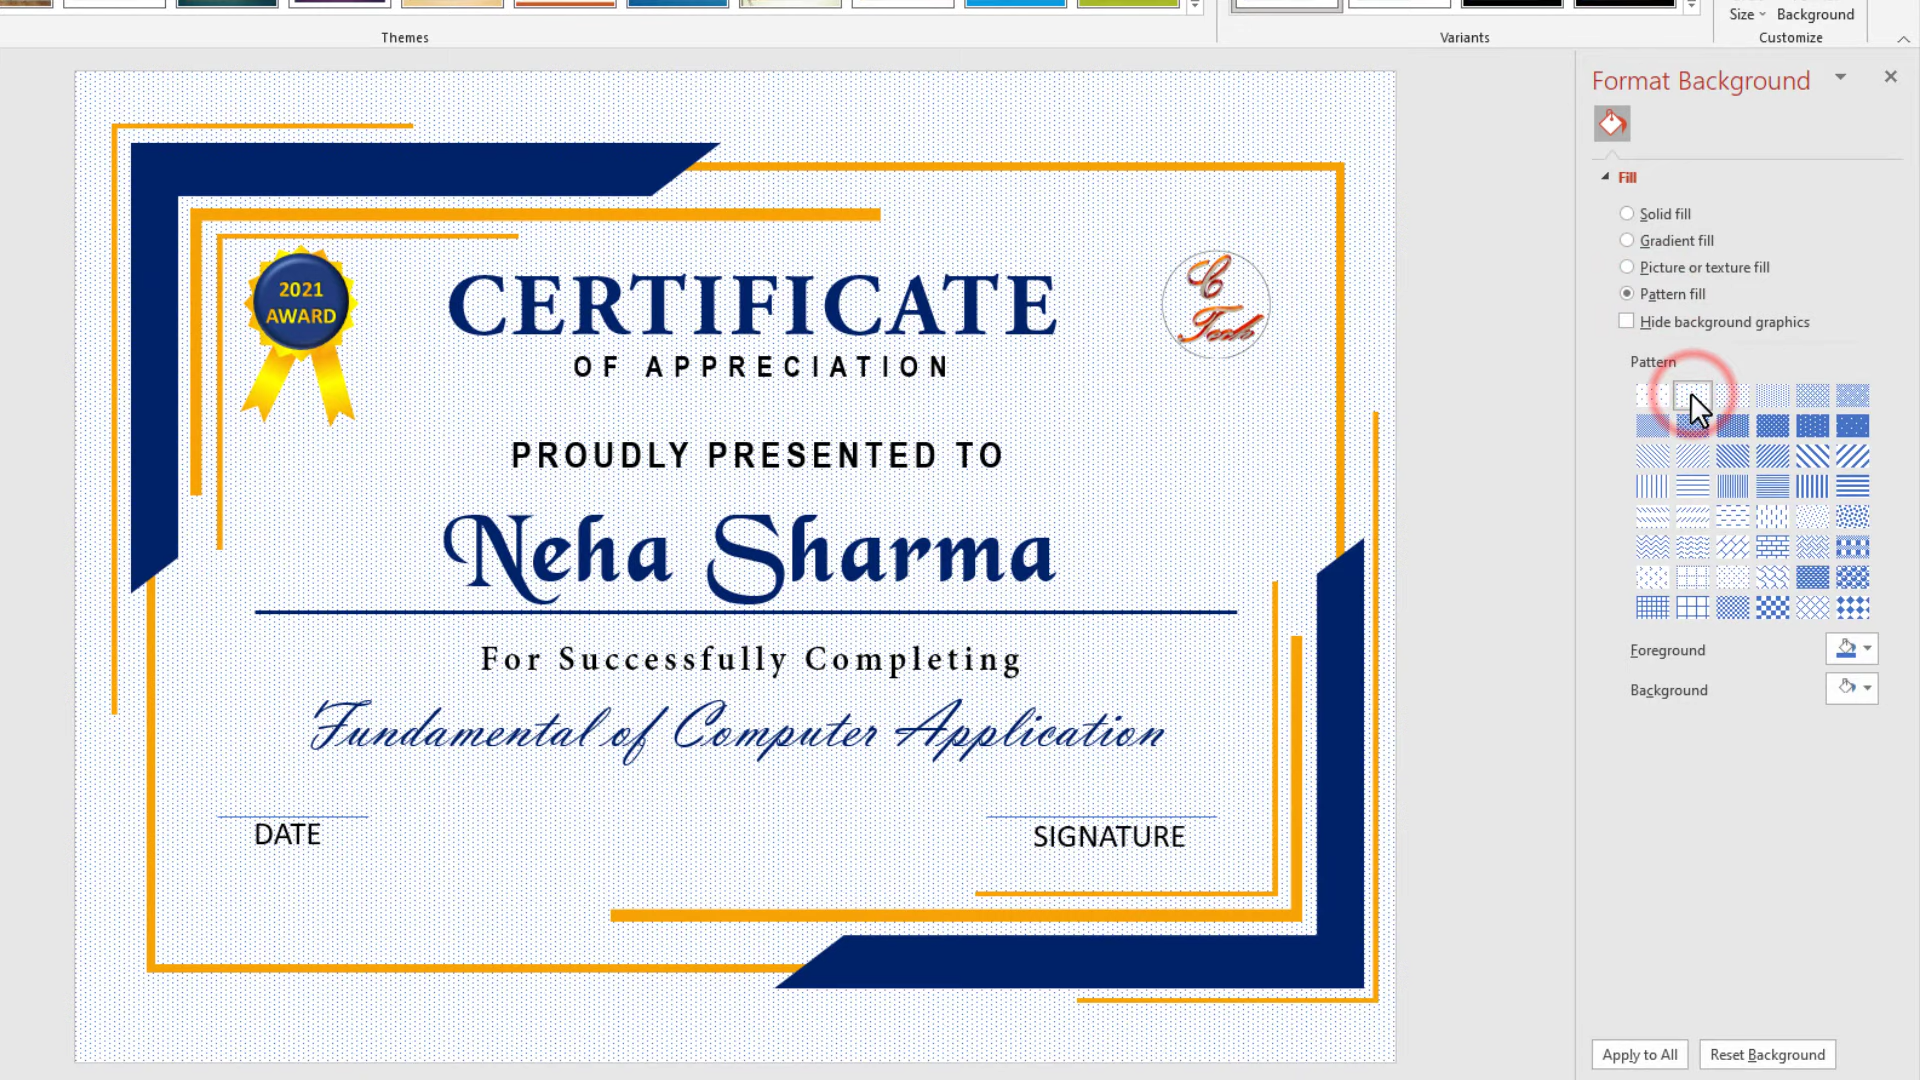 Themes
Variants
Size
Background
Customize
Format Background
Fill
Solid fill
Gradient fill
Picture or texture fill
Pattern fill
Hide background graphics
Pattern
Foreground
Background
Apply to All
Reset Background
2021
AWARD
C
Tech
CERTIFICATE
OF APPRECIATION
PROUDLY PRESENTED TO
Neha Sharma
For Successfully Completing
Fundamental of Computer Application
DATE
SIGNATURE